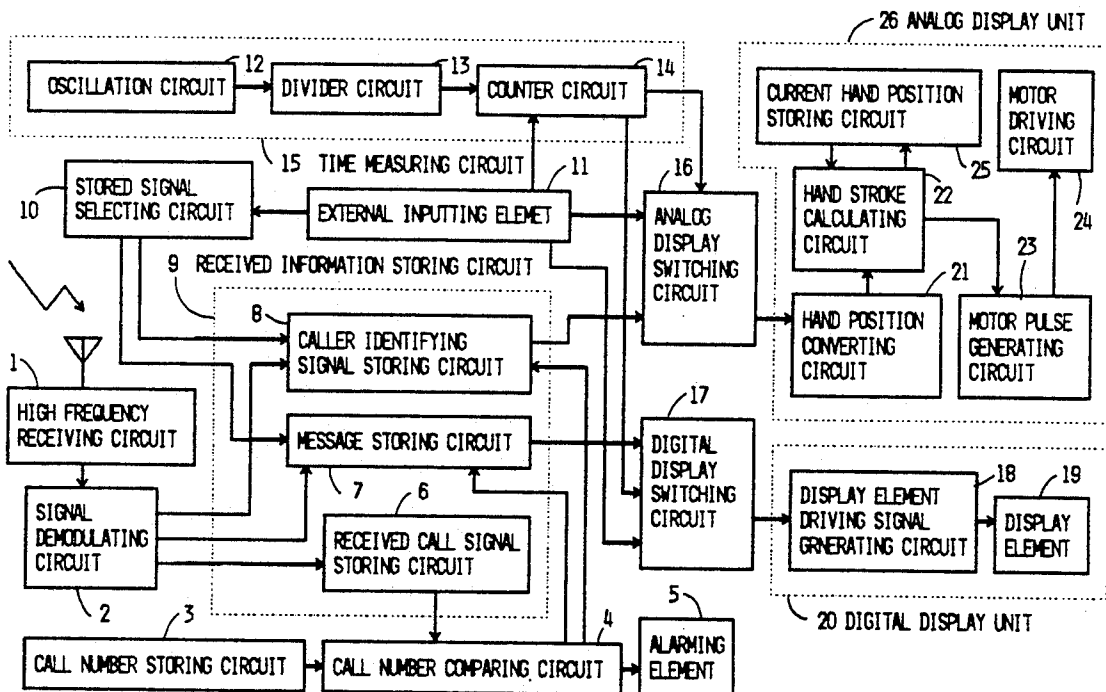 26 ANALOG DISPLAY UNIT
12
OSCILLATION CIRCUIT
13
DIVIDER CIRCUIT
14
COUNTER CIRCUIT
15 TIME MEASURING CIRCUIT
CURRENT HAND POSITION
STORING CIRCUIT
25
MOTOR
DRIVING
CIRCUIT
24
10
STORED SIGNAL
SELECTING CIRCUIT
11
EXTERNAL INPUTTING ELEMET
16
ANALOG
DISPLAY
SWITCHING
CIRCUIT
22
HAND STROKE
CALCULATING
CIRCUIT
9 RECEIVED INFORMATION STORING CIRCUIT
21
HAND POSITION
CONVERTING
CIRCUIT
23
MOTOR PULSE
GENERATING
CIRCUIT
8
CALLER IDENTIFYING
SIGNAL STORING CIRCUIT
1
HIGH FREQUENCY
RECEIVING CIRCUIT
MESSAGE STORING CIRCUIT
7
17
DIGITAL
DISPLAY
SWITCHING
CIRCUIT
18
DISPLAY ELEMENT
DRIVING SIGNAL
GRNERATING CIRCUIT
19
DISPLAY
ELEMENT
SIGNAL
DEMODULATING
CIRCUIT
2
6
RECEIVED CALL SIGNAL
STORING CIRCUIT
20 DIGITAL DISPLAY UNIT
3
CALL NUMBER STORING CIRCUIT
4
CALL NUMBER COMPARING CIRCUIT
5
ALARMING
ELEMENT